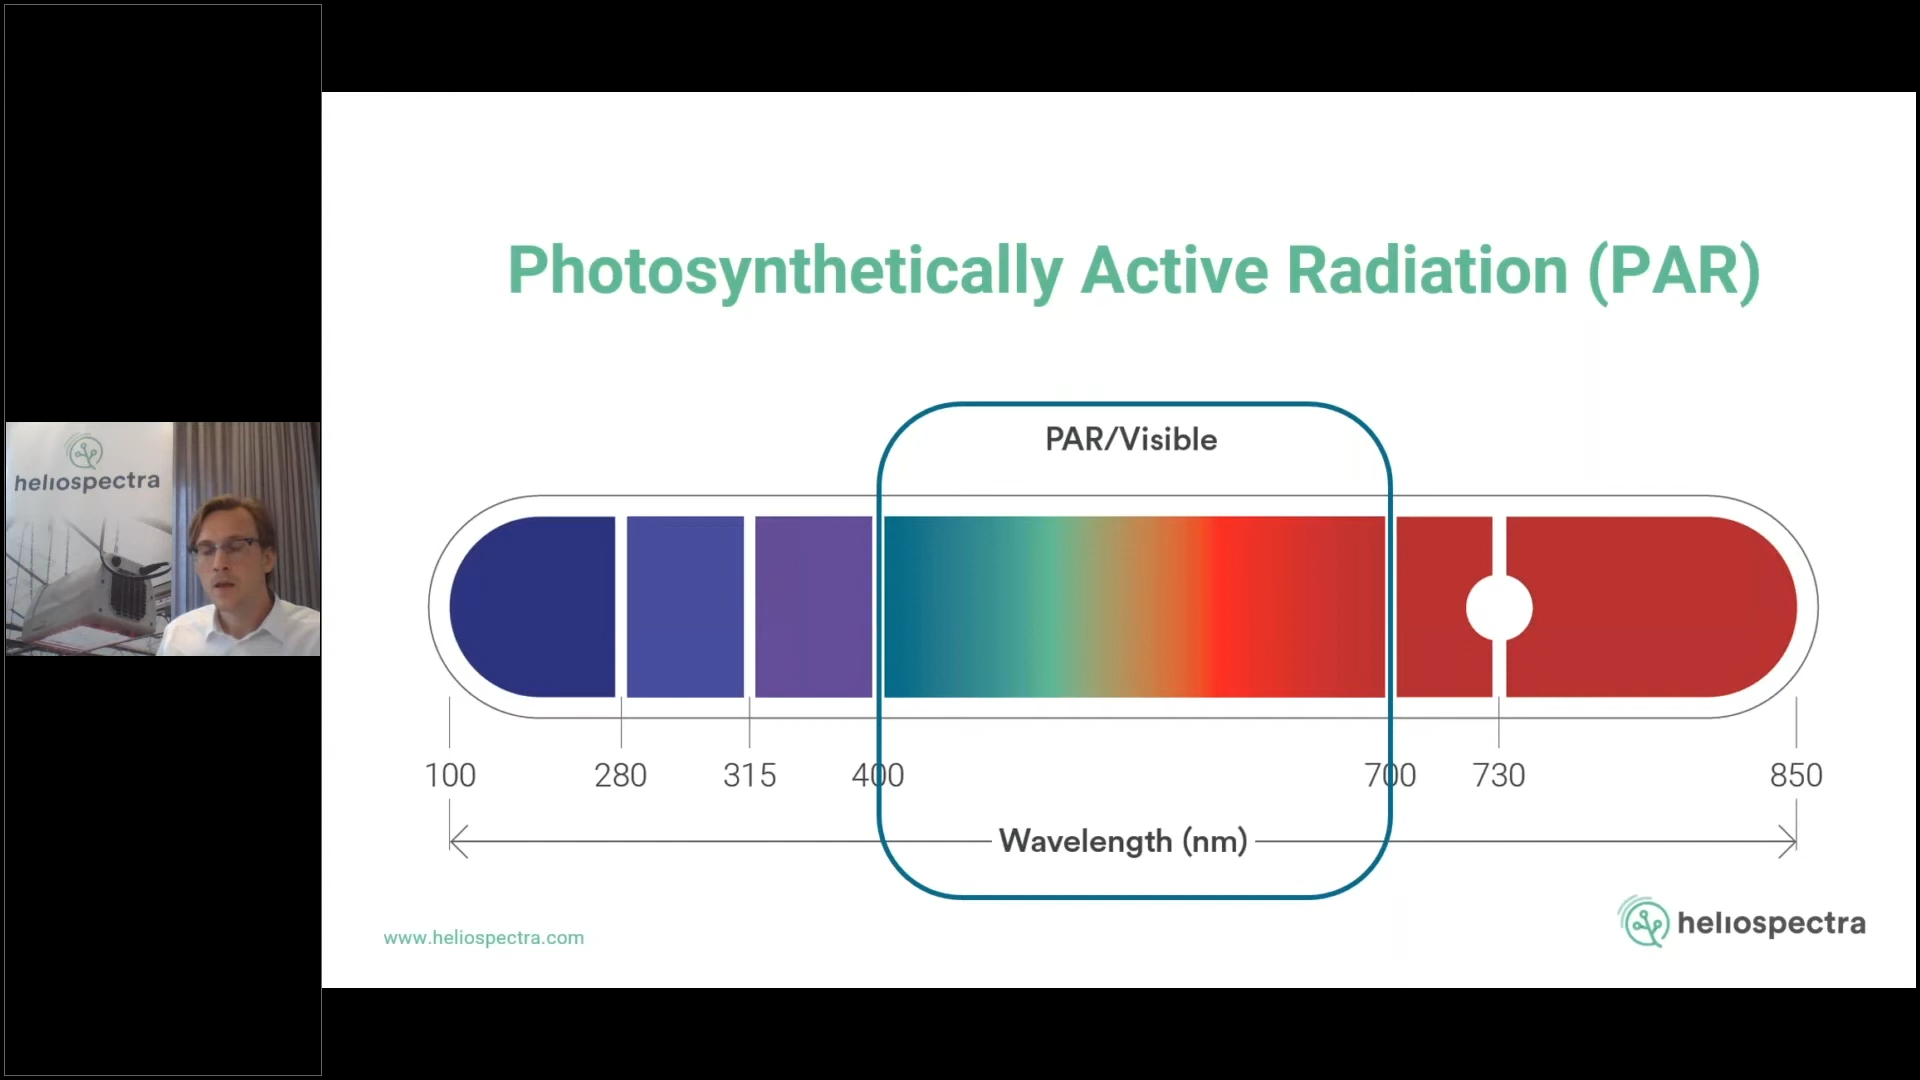 heliospectra
Photosynthetically Active Radiation (PAR)
PAR/Visible
100 280 315 400 700 730 850
Wavelength (nm)
www.heliospectra.com
heliospectra